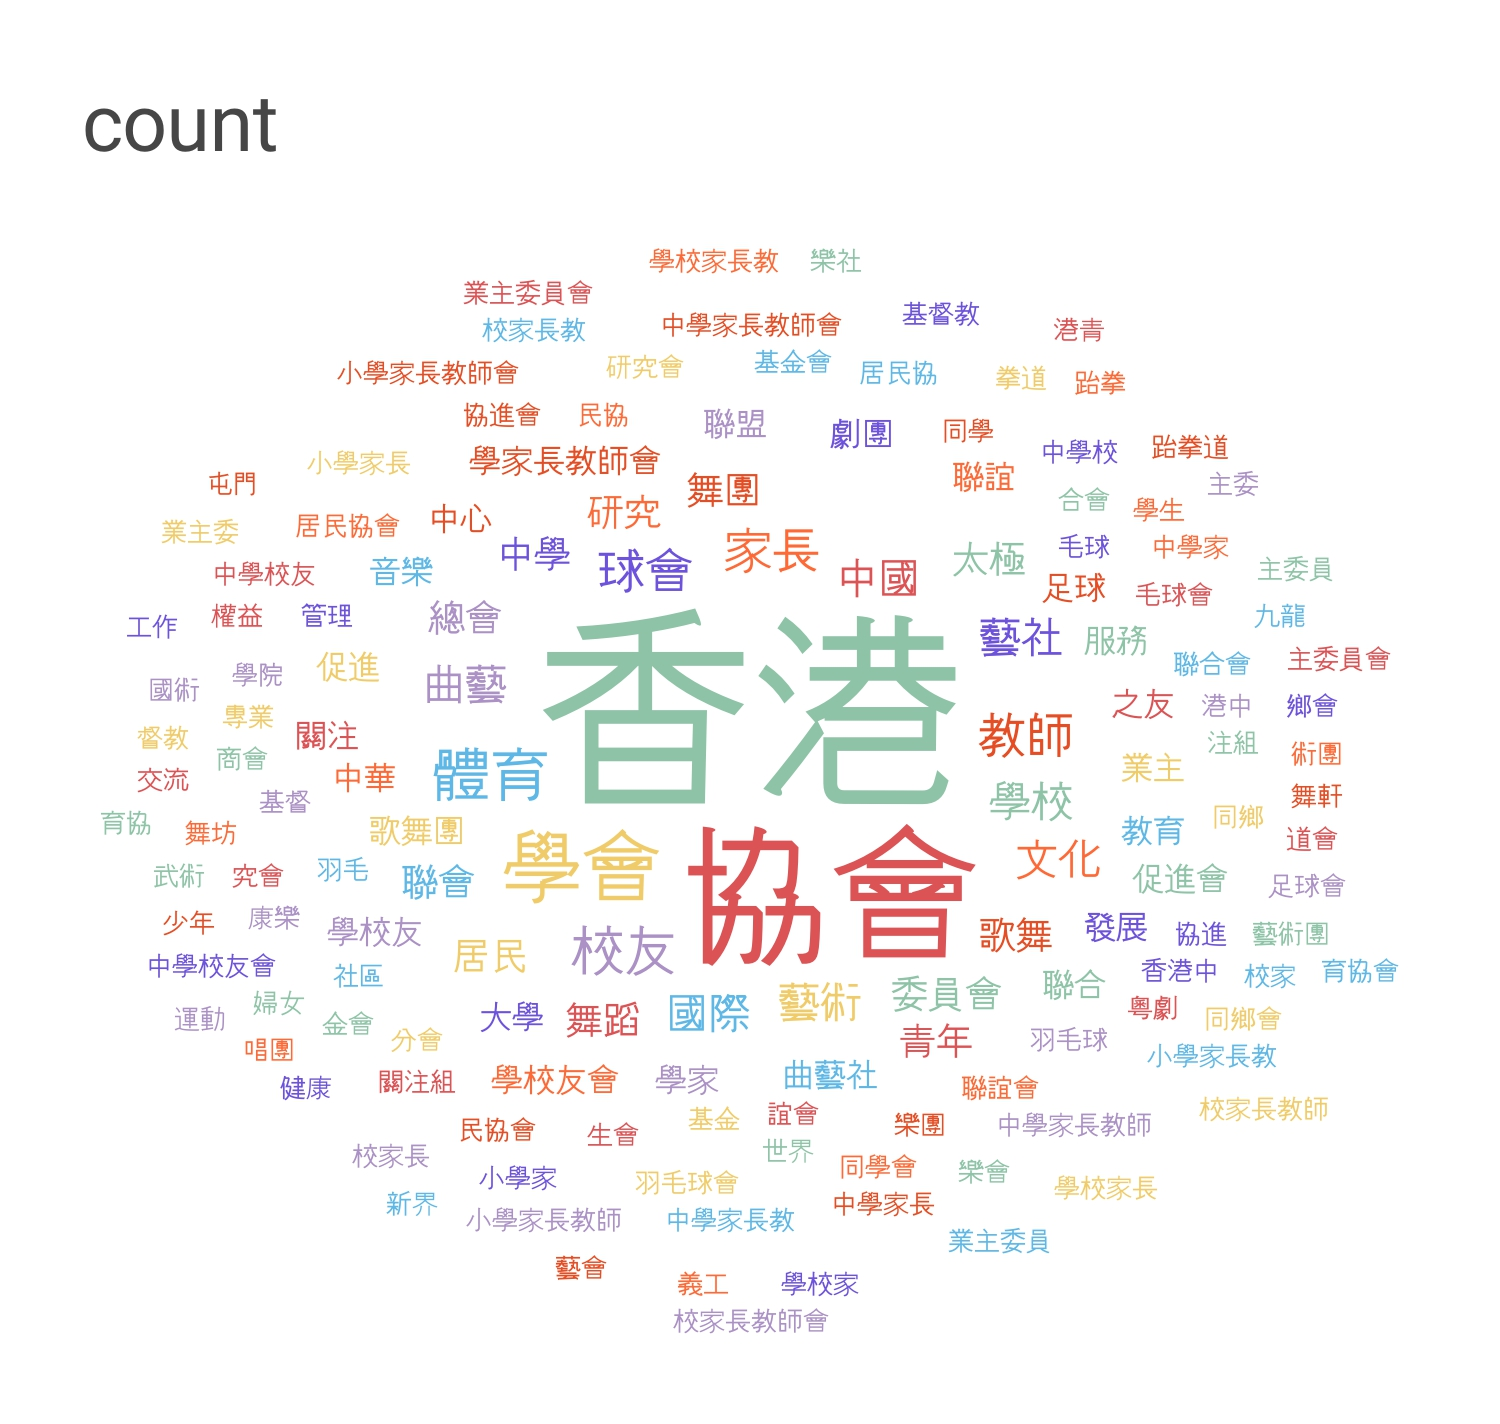 count
學校家長教 樂社
業主委員會
校家長教 中學家長教師會 基督教 港青
小學家長教師會 研究會 基金會 居民協 拳道 跆拳
協進會 民協 聯盟 劇團 同學
小學家長 學家長教師會 中學校 跆拳道
屯門 舞團 聯誼 主委
業主委 居民協會 中心 研究 合會 學生
中學校友 音樂 中學 球會 家長 中國 太極 毛球 中學家 主委員
足球 毛球會
工作 權益 管理 總會 藝社 服務 九龍
國術 學院 促進 曲藝 香港 聯合會 主委員會
督教 專業 關注 教師 之友 港中 鄉會
交流 商會 中華 體育 業主 注組 術團
基督 學校 舞軒
育協 舞坊 歌舞團 學會 協會 文化 教育 同鄉 道會
武術 究會 羽毛 聯會 促進會 足球會
少年 康樂 學校友 居民 校友 歌舞 發展 協進 藝術團
中學校友會 社區 香港中 校家 育協會
運動 婦女 金會 大學 舞蹈 國際 藝術 委員會 聯合 粵劇 同鄉會
唱團 分會 青年 羽毛球 小學家長教
健康 關注組 學校友會 學家 曲藝社 聯誼會
民協會 生會 基金 誼會 樂團 中學家長教師 校家長教師
校家長 世界
小學家 羽毛球會 同學會 樂會 學校家長
新界 小學家長教師 中學家長教 中學家長
業主委員
藝會 義工 學校家
校家長教師會